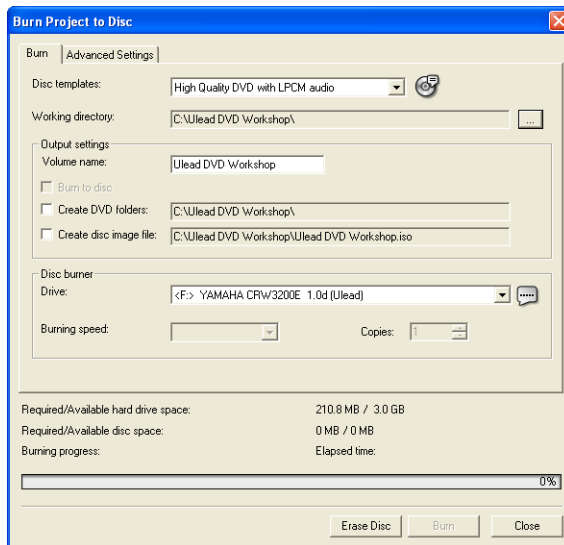 Burn Project to Disc
Burn Advanced Settings
Disc templates: High Quality DVD with LPCM audio
Working directory: C:\Ulead DVD Workshop\ ...
Output settings
Volume name: Ulead DVD Workshop
Burn to disc
Create DVD folders: C:\Ulead DVD Workshop\
Create disc image file: C:\Ulead DVD Workshop\Ulead DVD Workshop.iso
Disc burner
Drive: <F:> YAMAHA CRW3200E 1.0d (Ulead)
Burning speed: Copies: 1
Required/Available hard drive space: 210.8 MB / 3.0 GB
Required/Available disc space: 0 MB / 0 MB
Burning progress: Elapsed time:
0%
Erase Disc Burn Close